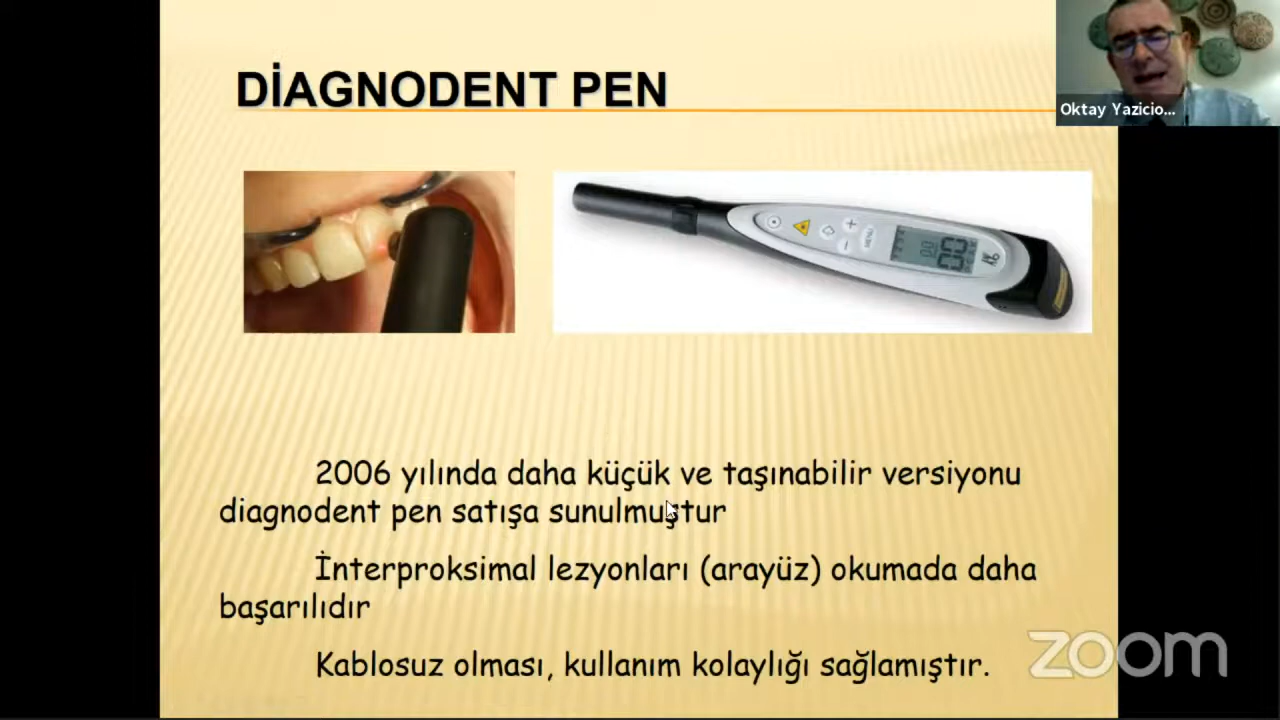 DİAGNODENT PEN
Oktay Yazicio...
MENU
2006 yılında daha küçük ve taşınabilir versiyonu
diagnodent pen satışa sunulmuştur
İnterproksimal lezyonları (arayüz) okumada daha
başarılıdır
Kablosuz olması, kullanım kolaylığı sağlamıştır.
zoom